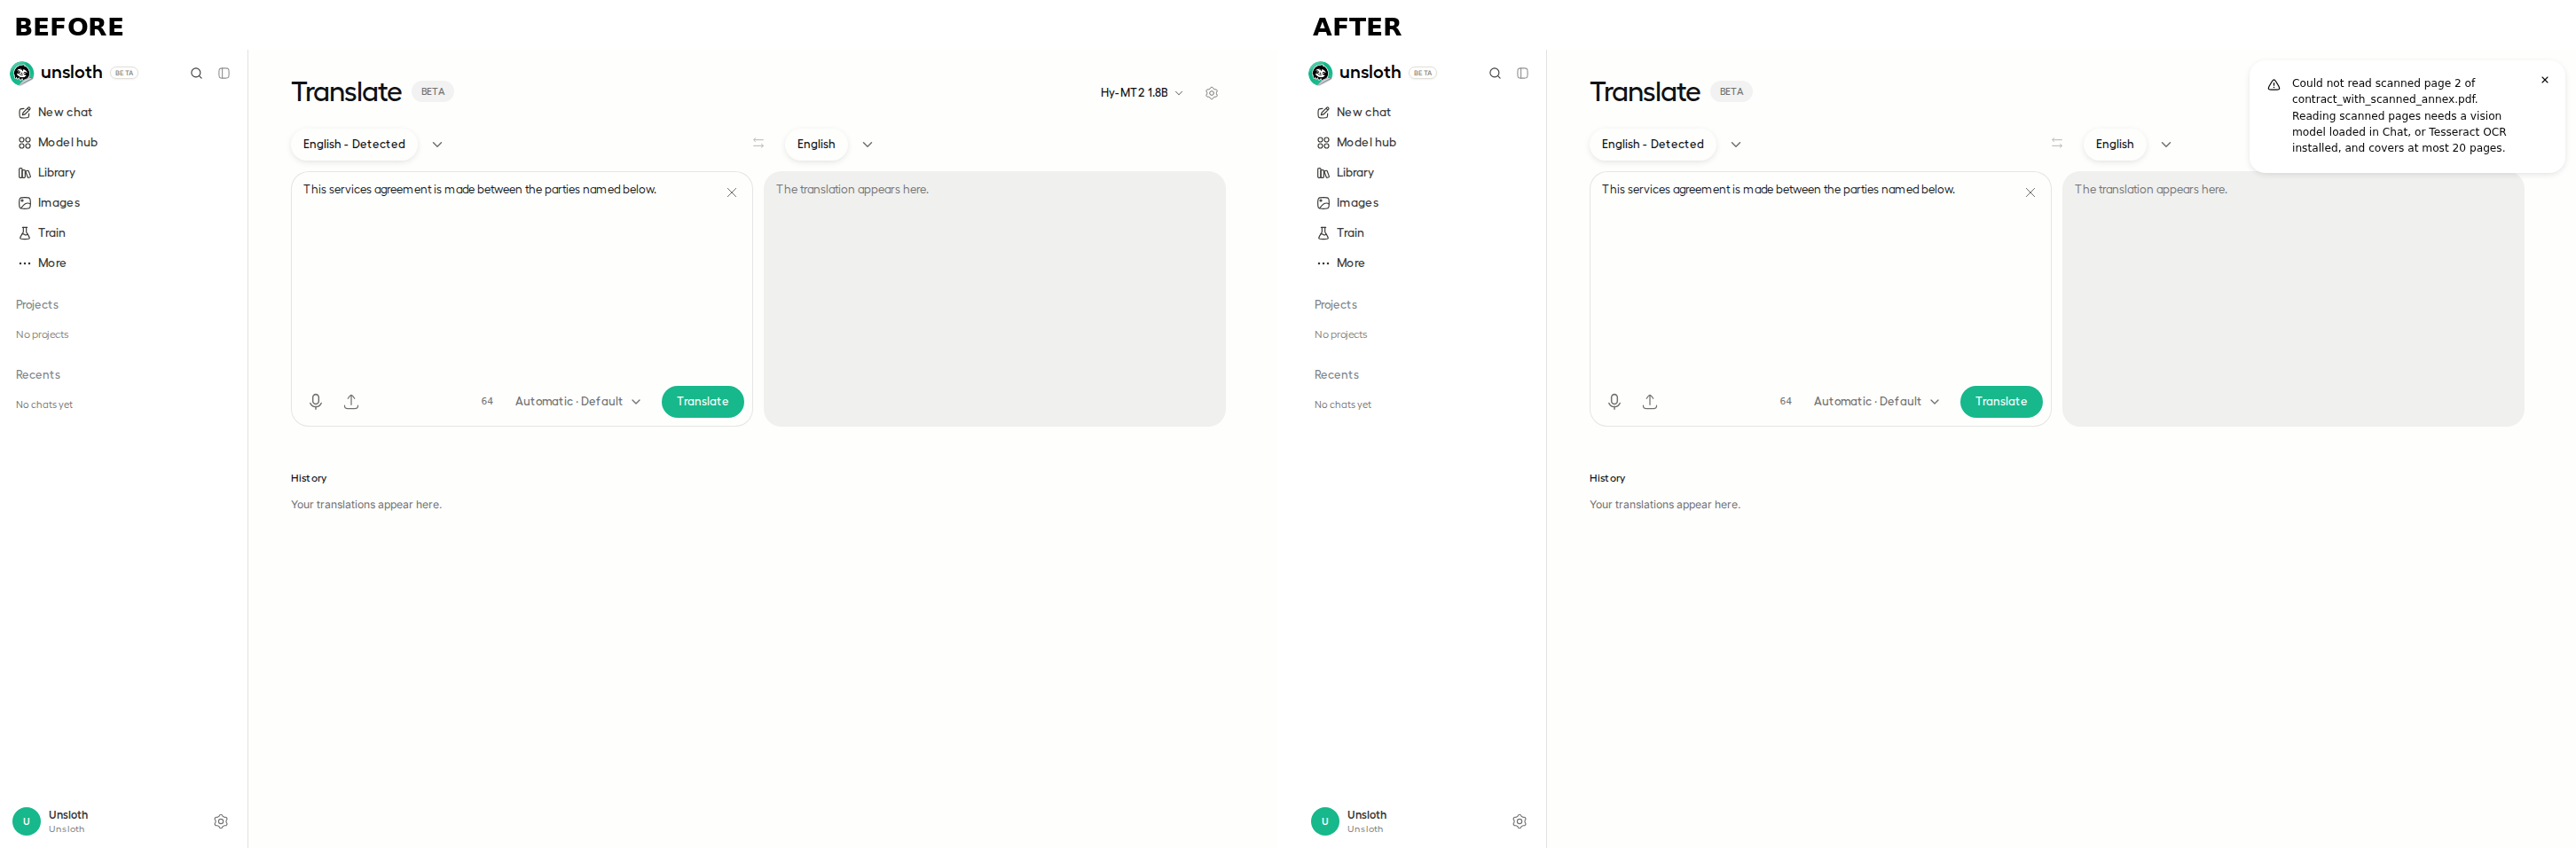 BEFORE
unsloth BETA
New chat
Model hub
Library
Images
Train
More
Projects
No projects
Recents
No chats yet
U
Unsloth
Unsloth
Translate BETA
Hy-MT2 1.8B
English - Detected
English
This services agreement is made between the parties named below.
The translation appears here.
64
Automatic · Default
Translate
History
Your translations appear here.
AFTER
unsloth BETA
New chat
Model hub
Library
Images
Train
More
Projects
No projects
Recents
No chats yet
U
Unsloth
Unsloth
Translate BETA
Could not read scanned page 2 of
contract_with_scanned_annex.pdf.
Reading scanned pages needs a vision
model loaded in Chat, or Tesseract OCR
installed, and covers at most 20 pages.
English - Detected
English
This services agreement is made between the parties named below.
The translation appears here.
64
Automatic · Default
Translate
History
Your translations appear here.